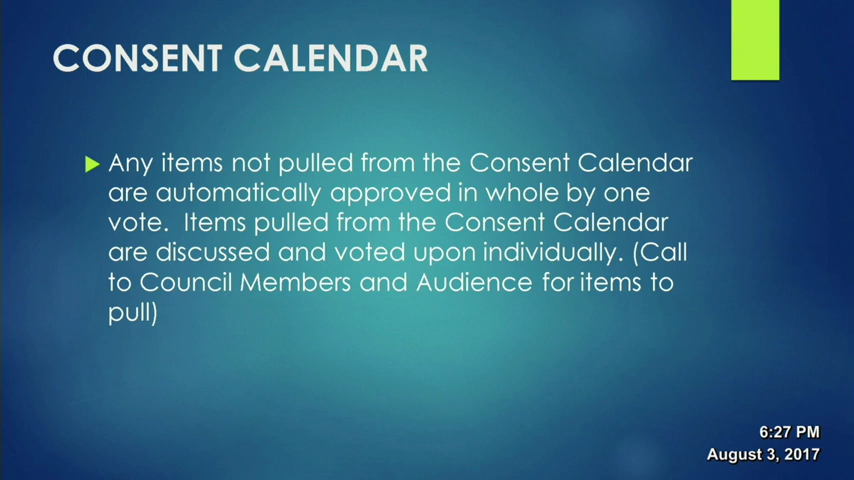 CONSENT CALENDAR
Any items not pulled from the Consent Calendar
are automatically approved in whole by one
vote.  Items pulled from the Consent Calendar
are discussed and voted upon individually. (Call
to Council Members and Audience for items to
pull)
6:27 PM
August 3, 2017